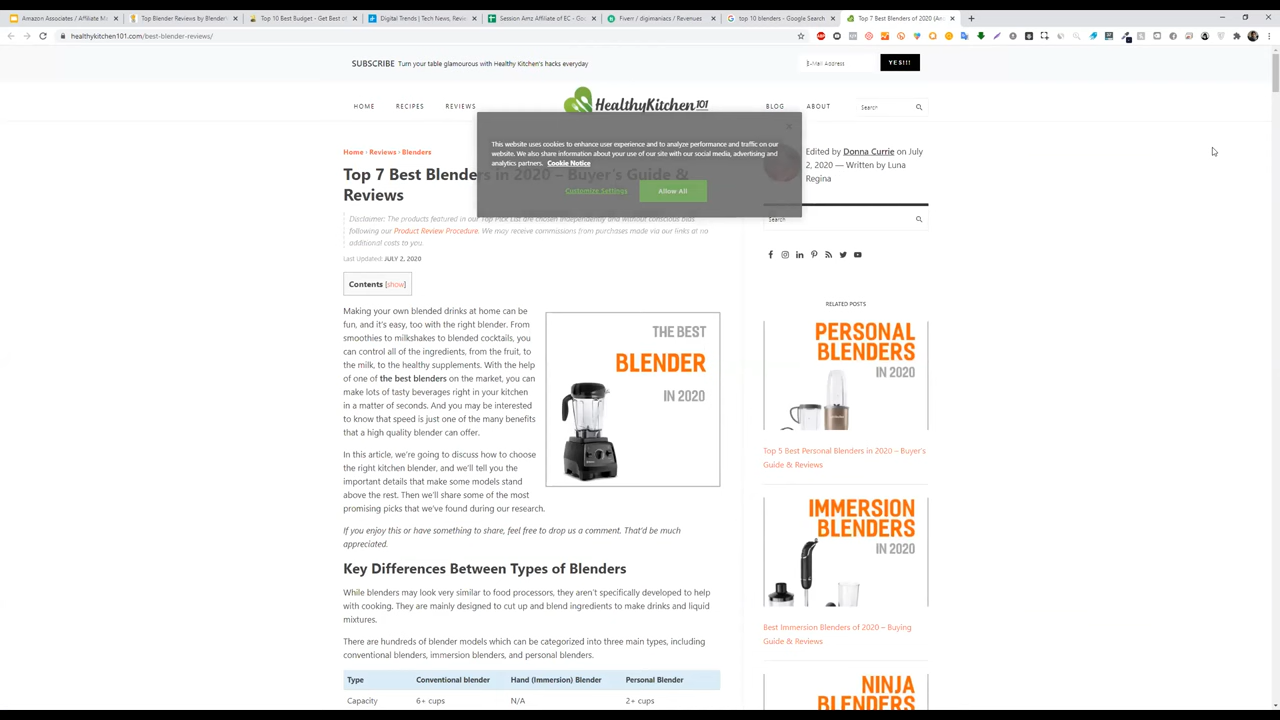 Amazon Associates / Affiliate M
Top Blender Reviews by Blender
Top 10 Best Budget - Get Best of
Digital Trends | Tech News, Revie
Session Amz Affiliate of EC - Go
Fiverr / digimaniacs / Revenues
top 10 blenders - Google Search
Top 7 Best Blenders of 2020 (An
healthykitchen101.com/best-blender-reviews/
SUBSCRIBE Turn your table glamourous with Healthy Kitchen's hacks everyday
E-Mail Address
YES!!!
HOME RECIPES REVIEWS
HealthyKitchen 101
BLOG ABOUT
Search
This website uses cookies to enhance user experience and to analyze performance and traffic on our
website. We also share information about your use of our site with our social media, advertising and
analytics partners. Cookie Notice
Customize Settings
Allow All
Home - Reviews - Blenders
Top 7 Best Blenders in 2020 – Buyer's Guide &
Reviews
Disclaimer: The products featured in our Top Pick List are chosen independently and without conscious bias
following our Product Review Procedure. We may receive commissions from purchases made via our links at no
additional costs to you.
Last Updated: JULY 2, 2020
Contents [show]
Making your own blended drinks at home can be
fun, and it's easy, too with the right blender. From
smoothies to milkshakes to blended cocktails, you
can control all of the ingredients, from the fruit, to
the milk, to the healthy supplements. With the help
of one of the best blenders on the market, you can
make lots of tasty beverages right in your kitchen
in a matter of seconds. And you may be interested
to know that speed is just one of the many benefits
that a high quality blender can offer.
THE BEST
BLENDER
IN 2020
In this article, we're going to discuss how to choose
the right kitchen blender, and we'll tell you the
important details that make some models stand
above the rest. Then we'll share some of the most
promising picks that we've found during our research.
If you enjoy this or have something to share, feel free to drop us a comment. That'd be much
appreciated.
Key Differences Between Types of Blenders
While blenders may look very similar to food processors, they aren't specifically developed to help
with cooking. They are mainly designed to cut up and blend ingredients to make drinks and liquid
mixtures.
There are hundreds of blender models which can be categorized into three main types, including
conventional blenders, immersion blenders, and personal blenders.
Type Conventional blender Hand (Immersion) Blender Personal Blender
Capacity 6+ cups N/A 2+ cups
Edited by Donna Currie on July
2, 2020 — Written by Luna
Regina
Search
RELATED POSTS
PERSONAL
BLENDERS
IN 2020
Top 5 Best Personal Blenders in 2020 – Buyer's
Guide & Reviews
IMMERSION
BLENDERS
IN 2020
Best Immersion Blenders of 2020 – Buying
Guide & Reviews
NINJA
BLENDERS